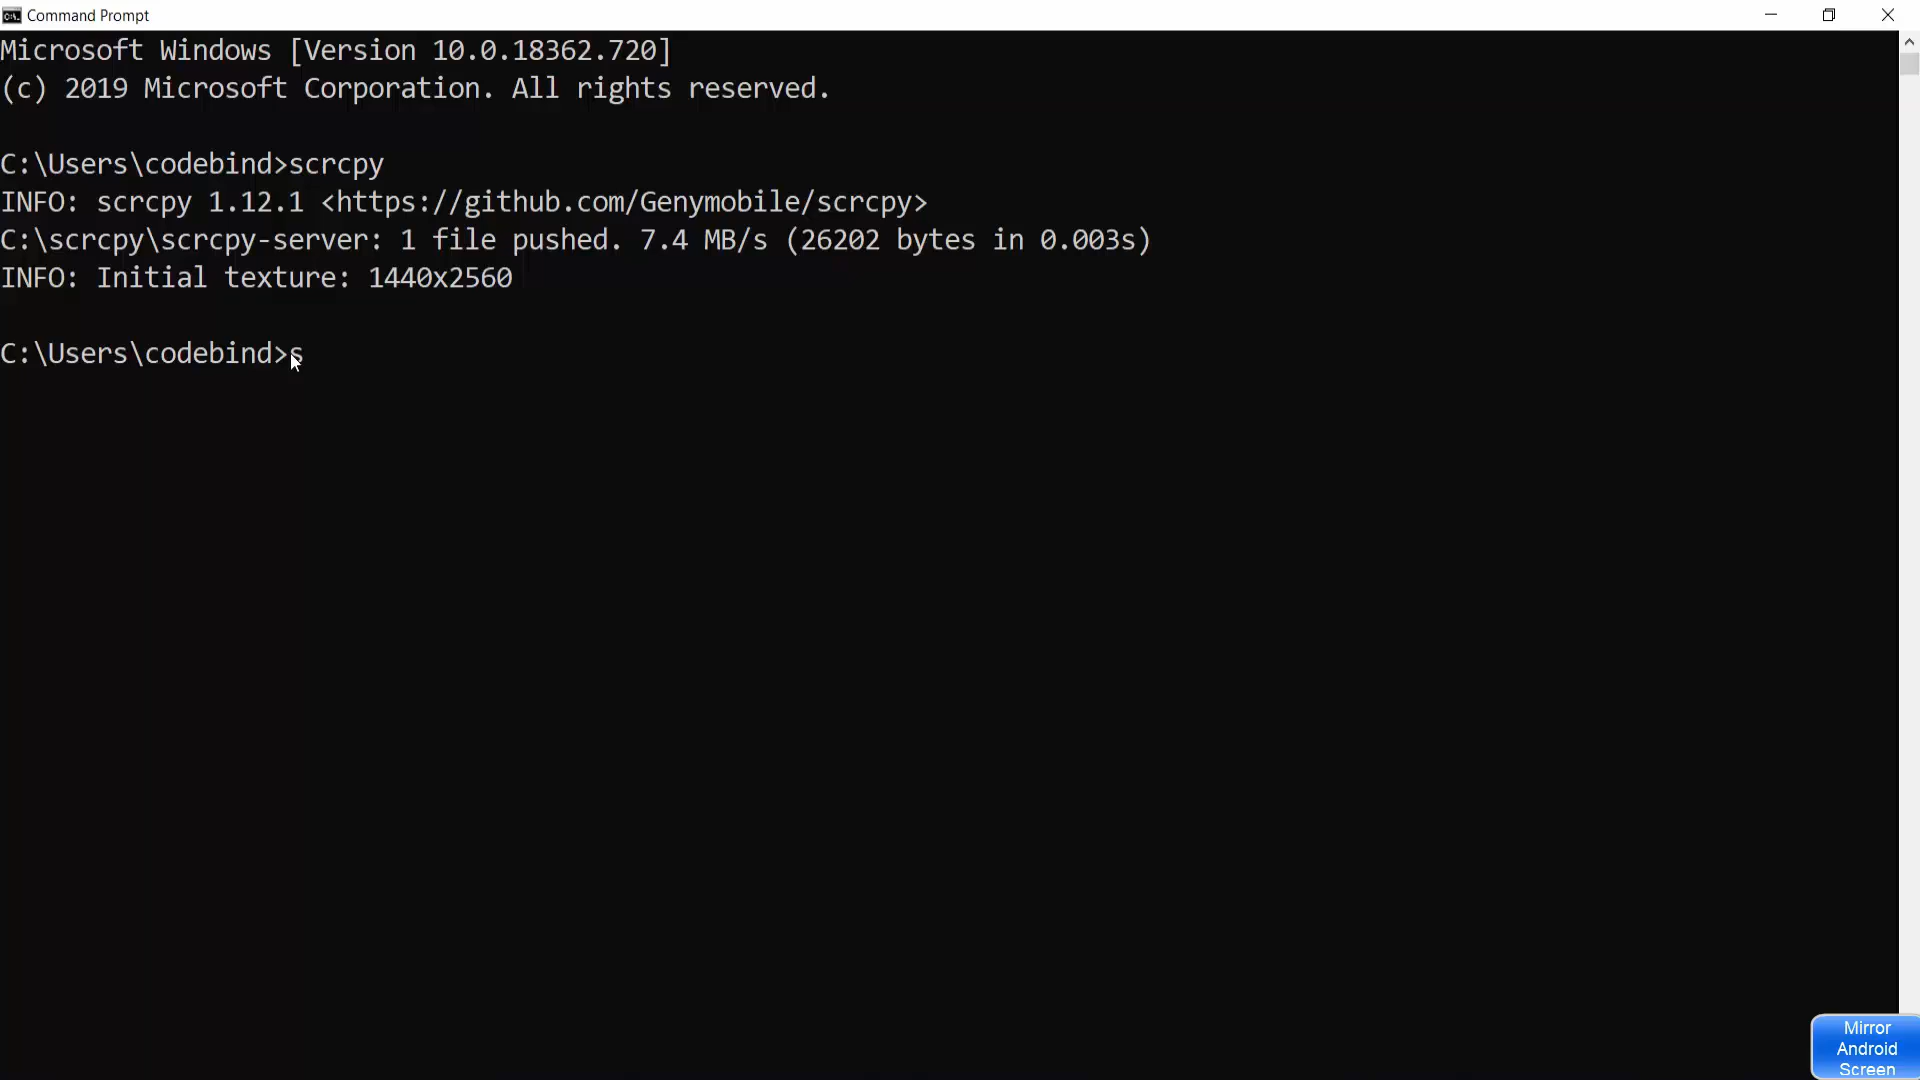 Command Prompt
Microsoft Windows [Version 10.0.18362.720]
(c) 2019 Microsoft Corporation. All rights reserved.
C:\Users\codebind>scrcpy
INFO: scrcpy 1.12.1 <https://github.com/Genymobile/scrcpy>
C:\scrcpy\scrcpy-server: 1 file pushed. 7.4 MB/s (26202 bytes in 0.003s)
INFO: Initial texture: 1440x2560
C:\Users\codebind>s
Mirror
Android
Screen